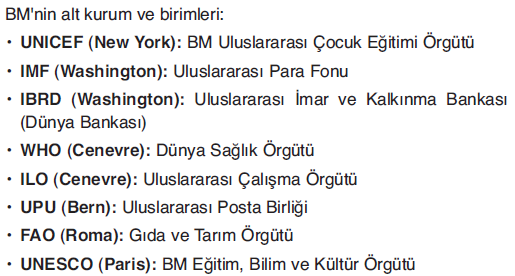 BM'nin alt kurum ve birimleri:
• UNICEF (New York): BM Uluslararası Çocuk Eğitimi Örgütü
• IMF (Washington): Uluslararası Para Fonu
• IBRD (Washington): Uluslararası İmar ve Kalkınma Bankası
(Dünya Bankası)
• WHO (Cenevre): Dünya Sağlık Örgütü
• ILO (Cenevre): Uluslararası Çalışma Örgütü
• UPU (Bern): Uluslararası Posta Birliği
• FAO (Roma): Gıda ve Tarım Örgütü
• UNESCO (Paris): BM Eğitim, Bilim ve Kültür Örgütü